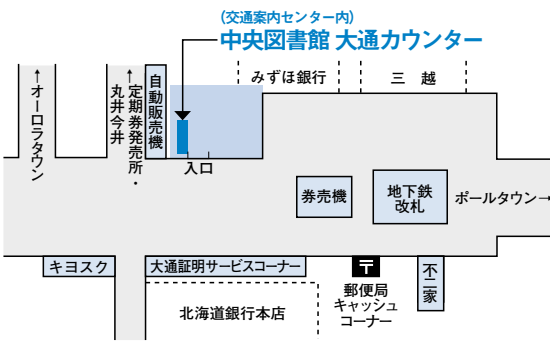 (交通案内センター内)
中央図書館 大通カウンター
←オーロラタウン
←定期券発売所・
丸井今井
自動販売機
みずほ銀行
三越
入口
券売機
地下鉄
改札
ポールタウン→
キヨスク
大通証明サービスコーナー
〒
郵便局
キャッシュ
コーナー
不二家
北海道銀行本店